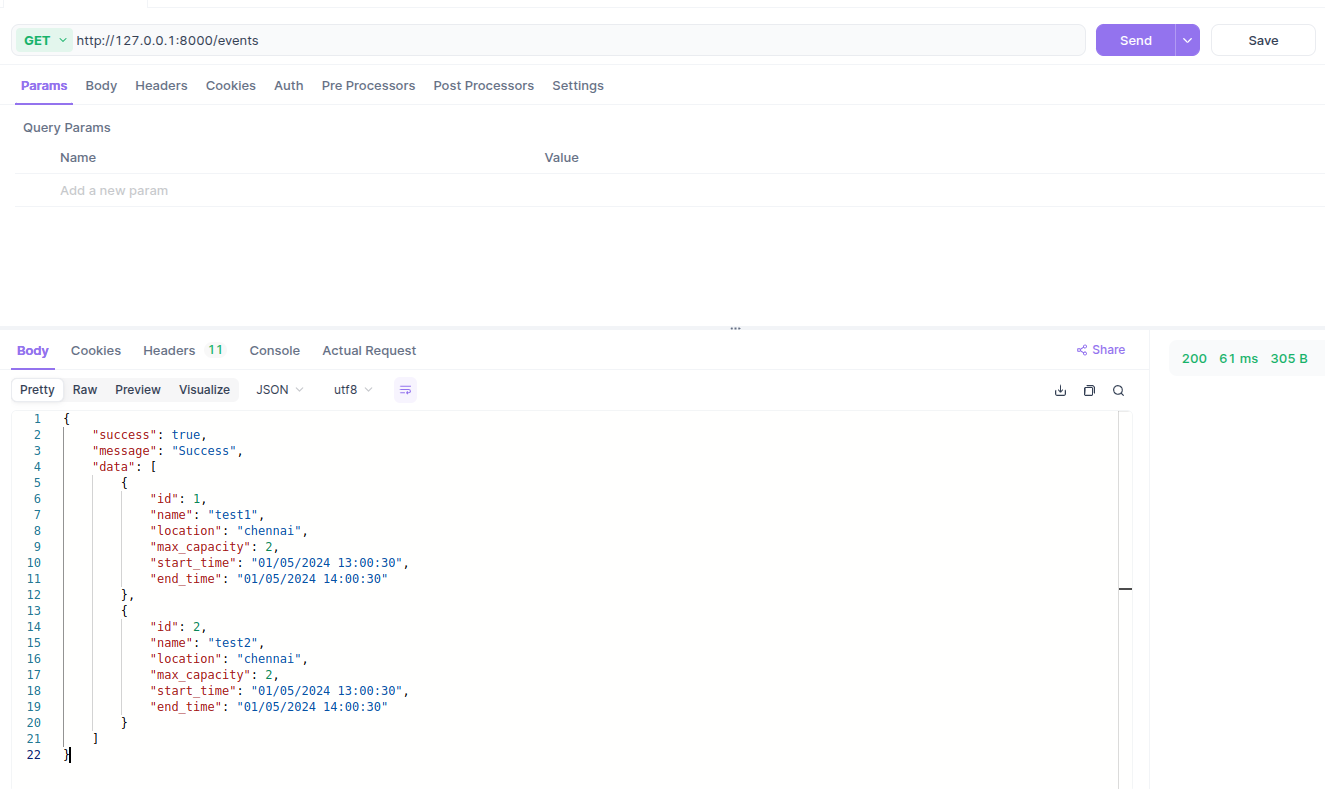 GET http://127.0.0.1:8000/events Send Save
Params Body Headers Cookies Auth Pre Processors Post Processors Settings
Query Params
Name Value
Add a new param
Body Cookies Headers 11 Console Actual Request Share
200 61 ms 305 B
Pretty Raw Preview Visualize JSON utf8
1 {
2 "success": true,
3 "message": "Success",
4 "data": [
5 {
6 "id": 1,
7 "name": "test1",
8 "location": "chennai",
9 "max_capacity": 2,
10 "start_time": "01/05/2024 13:00:30",
11 "end_time": "01/05/2024 14:00:30"
12 },
13 {
14 "id": 2,
15 "name": "test2",
16 "location": "chennai",
17 "max_capacity": 2,
18 "start_time": "01/05/2024 13:00:30",
19 "end_time": "01/05/2024 14:00:30"
20 }
21 ]
22 }